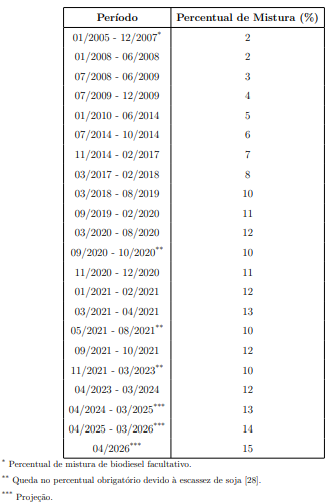 Período Percentual de Mistura (%)
01/2005 - 12/2007* 2
01/2008 - 06/2008 2
07/2008 - 06/2009 3
07/2009 - 12/2009 4
01/2010 - 06/2014 5
07/2014 - 10/2014 6
11/2014 - 02/2017 7
03/2017 - 02/2018 8
03/2018 - 08/2019 10
09/2019 - 02/2020 11
03/2020 - 08/2020 12
09/2020 - 10/2020** 10
11/2020 - 12/2020 11
01/2021 - 02/2021 12
03/2021 - 04/2021 13
05/2021 - 08/2021** 10
09/2021 - 10/2021 12
11/2021 - 03/2023** 10
04/2023 - 03/2024 12
04/2024 - 03/2025*** 13
04/2025 - 03/2026*** 14
04/2026*** 15
* Percentual de mistura de biodiesel facultativo.
** Queda no percentual obrigatório devido à escassez de soja [28].
*** Projeção.